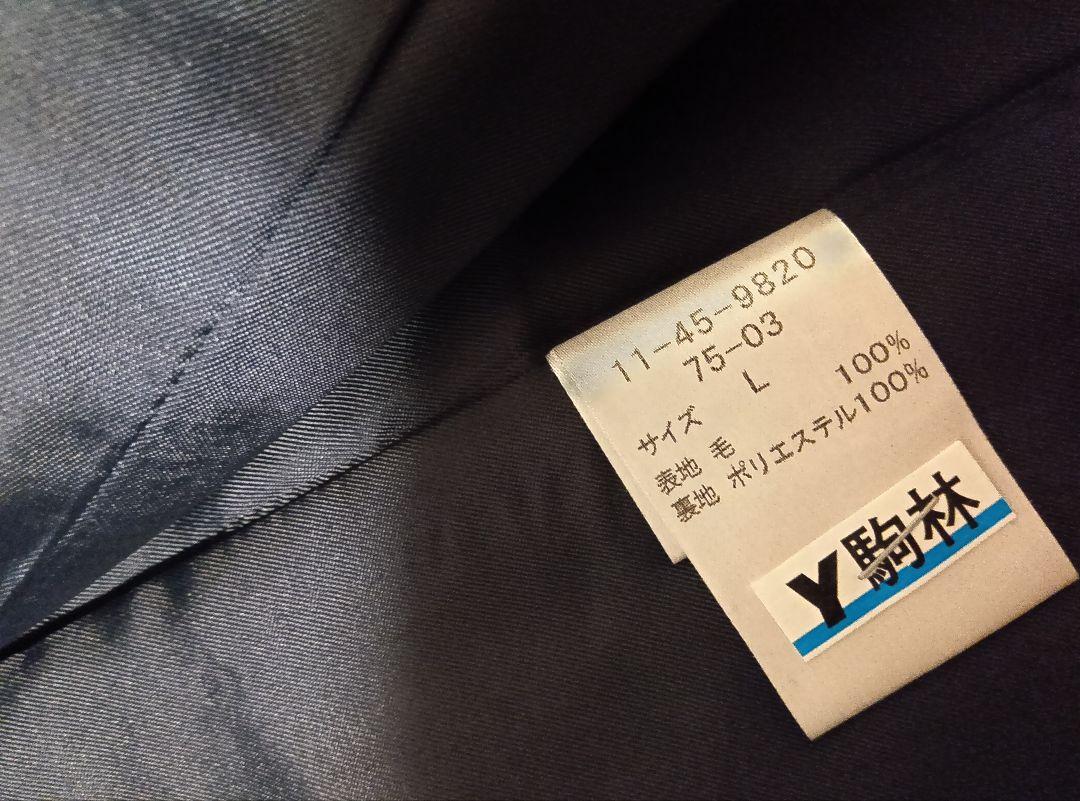 11-45-9820
75-03
サイズ L
表地 毛 100%
裏地 ポリエステル100%
Y駒林